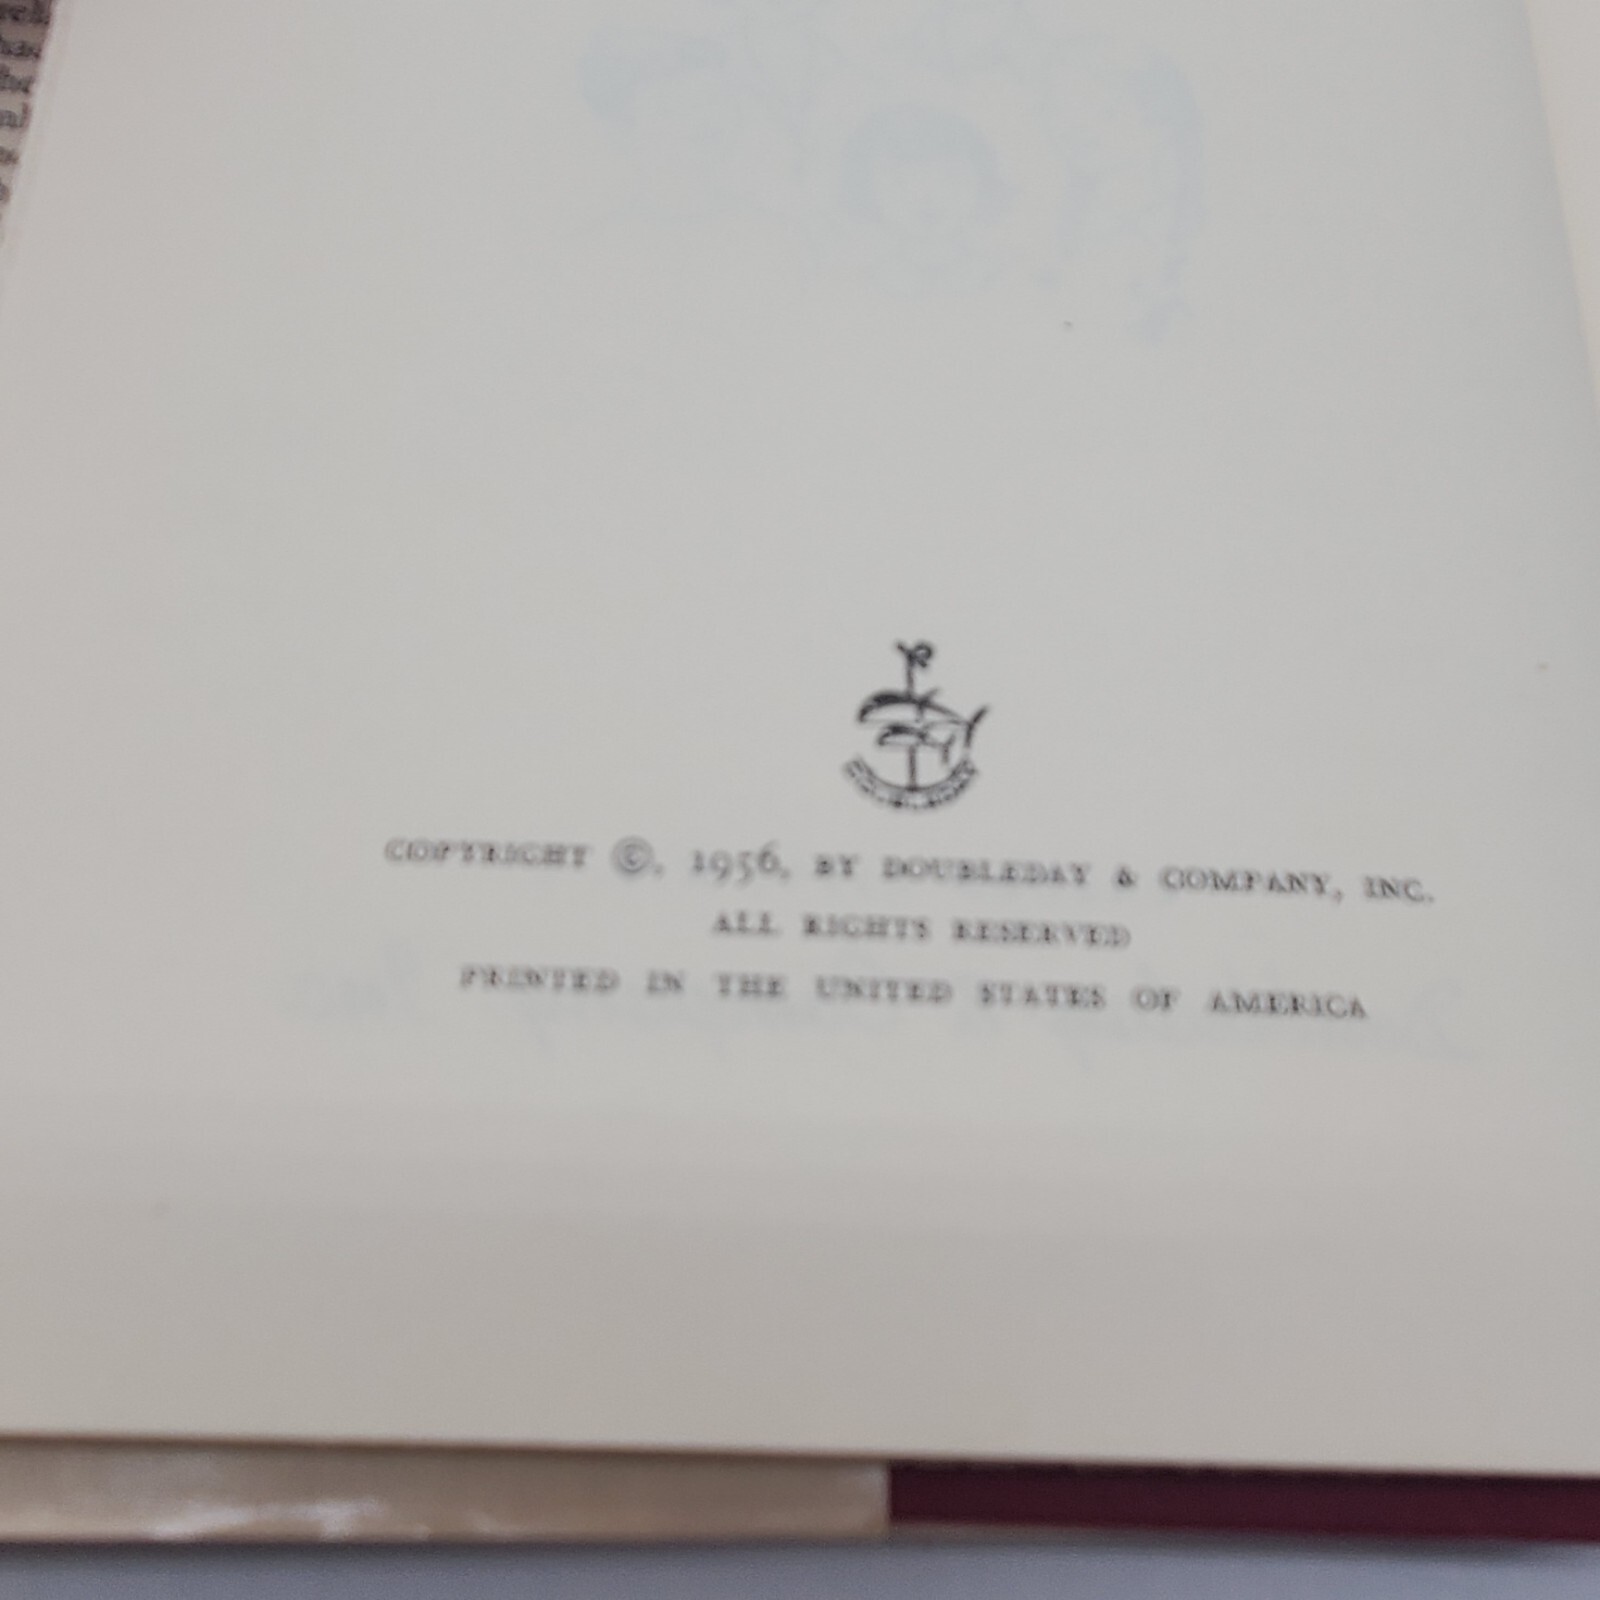 COPYRIGHT ©, 1956, BY DOUBLEDAY & COMPANY, INC.
ALL RIGHTS RESERVED
PRINTED IN THE UNITED STATES OF AMERICA